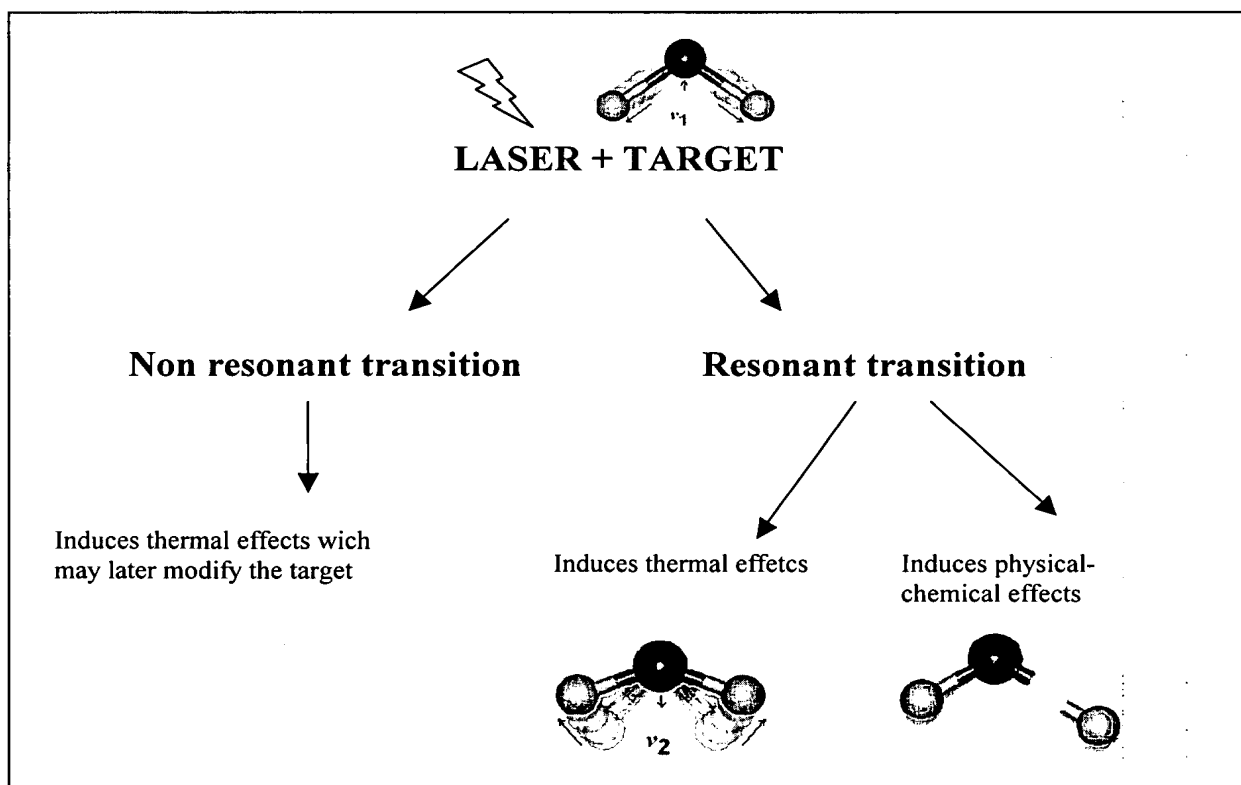 ν1
LASER + TARGET
Non resonant transition
Resonant transition
Induces thermal effects wich
may later modify the target
Induces thermal effetcs
Induces physical-
chemical effects
ν2